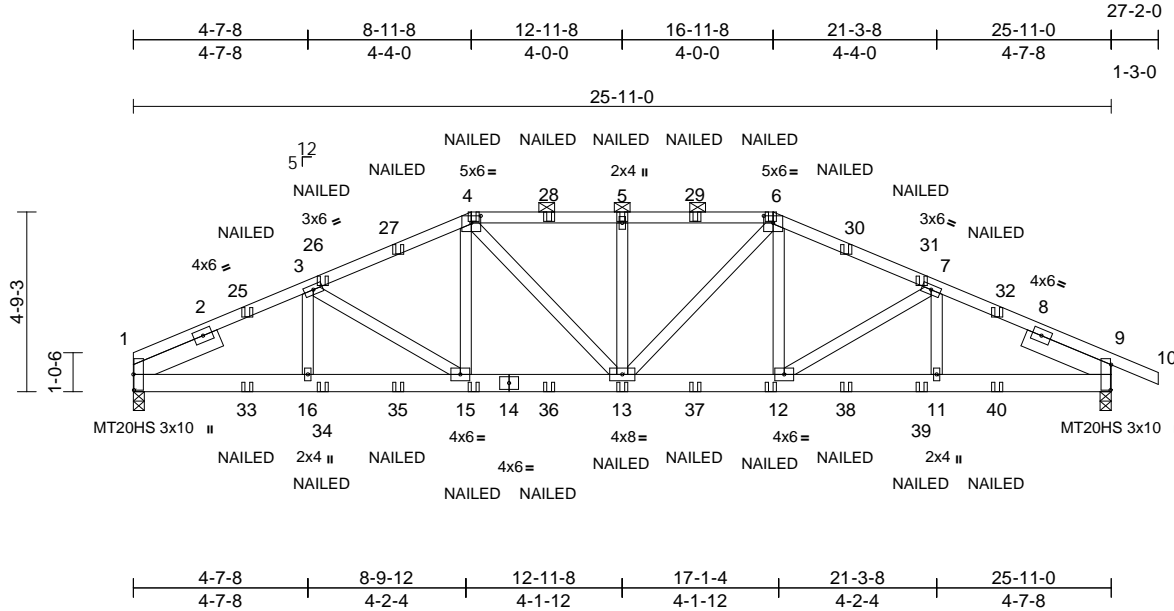 27-2-0
4-7-8 8-11-8 12-11-8 16-11-8 21-3-8 25-11-0
4-7-8 4-4-0 4-0-0 4-0-0 4-4-0 4-7-8
1-3-0
25-11-0
NAILED NAILED NAILED NAILED NAILED
12
5
NAILED NAILED
5x6 = 2x4 II 5x6 =
NAILED NAILED
4 28 5 29 6
3x6 = 3x6 =
NAILED NAILED
27 30
26 31
4x6 = 3 7 4x6 =
25 32
2 8
4-9-3
1 9
1-0-6
10
33 16 35 15 14 36 13 37 12 38 11 40
MT20HS 3x10 II 34 39 MT20HS 3x10
4x6 = 4x8 = 4x6 =
NAILED 2x4 II NAILED NAILED NAILED NAILED 2x4 II
4x6 =
NAILED NAILED NAILED
NAILED NAILED
4-7-8 8-9-12 12-11-8 17-1-4 21-3-8 25-11-0
4-7-8 4-2-4 4-1-12 4-1-12 4-2-4 4-7-8